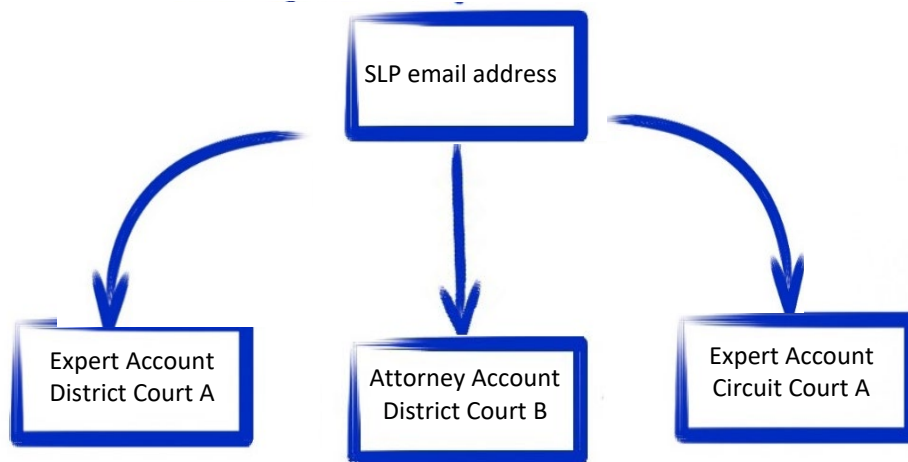 SLP email address
Expert Account
District Court A
Attorney Account
District Court B
Expert Account
Circuit Court A